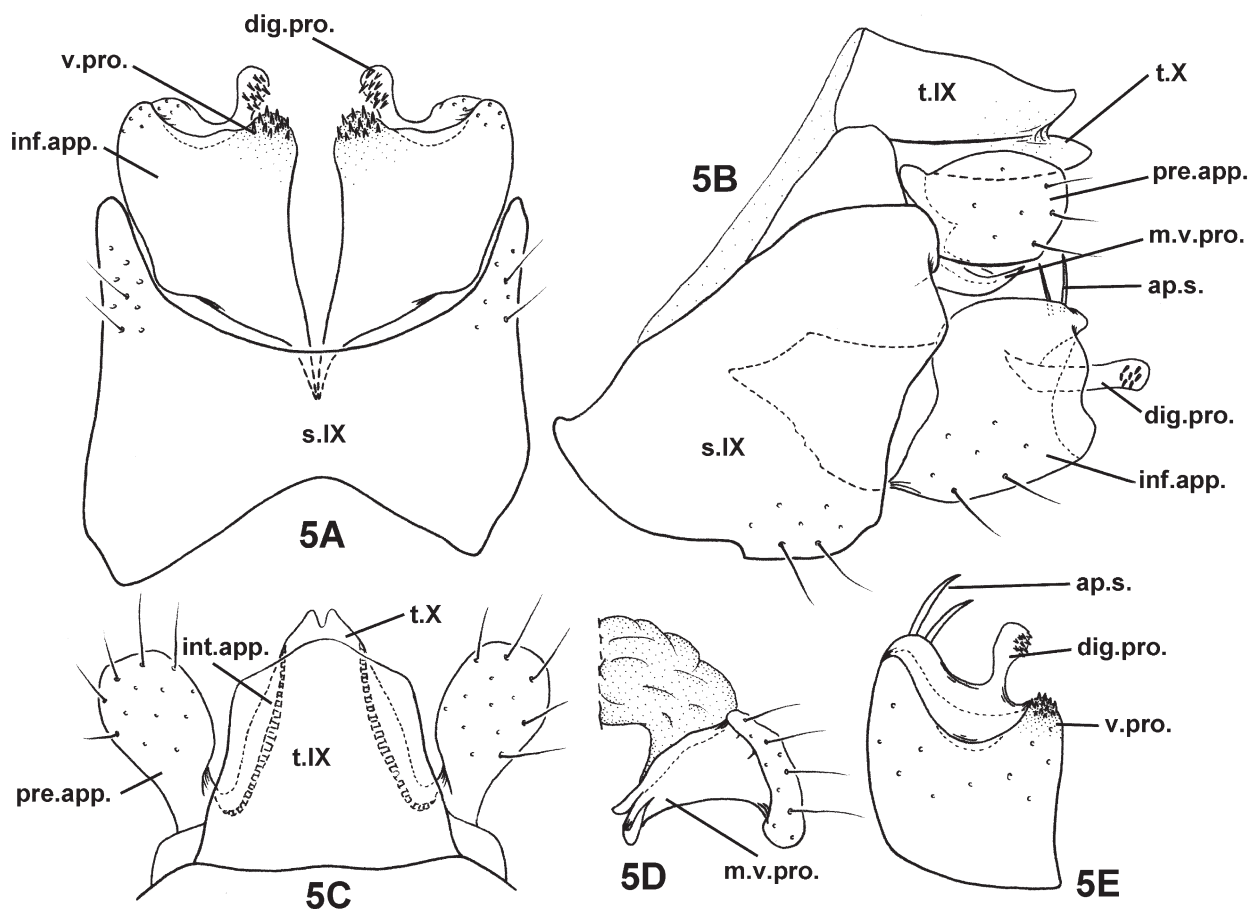 dig.pro.
v.pro.
inf.app.
s.IX
5A
t.IX
t.X
5B
pre.app.
m.v.pro.
ap.s.
dig.pro.
s.IX
inf.app.
t.X
int.app.
t.IX
pre.app.
5C
m.v.pro.
5D
ap.s.
dig.pro.
v.pro.
5E